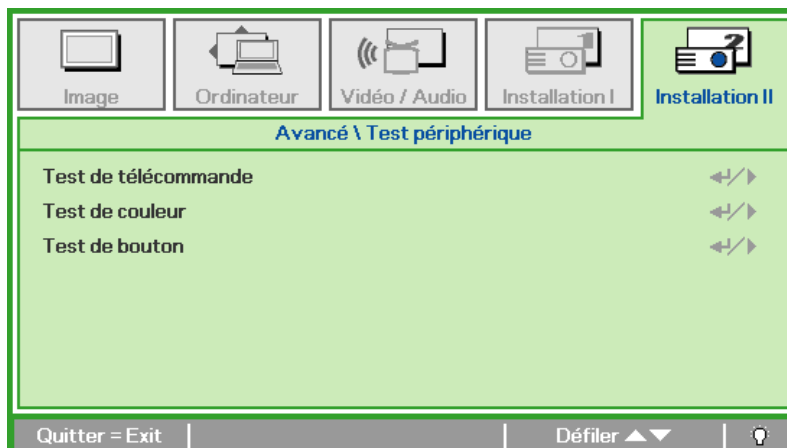 Image Ordinateur Vidéo / Audio Installation I Installation II
Avancé \ Test périphérique
Test de télécommande
Test de couleur
Test de bouton
Quitter = Exit Défiler ▲▼